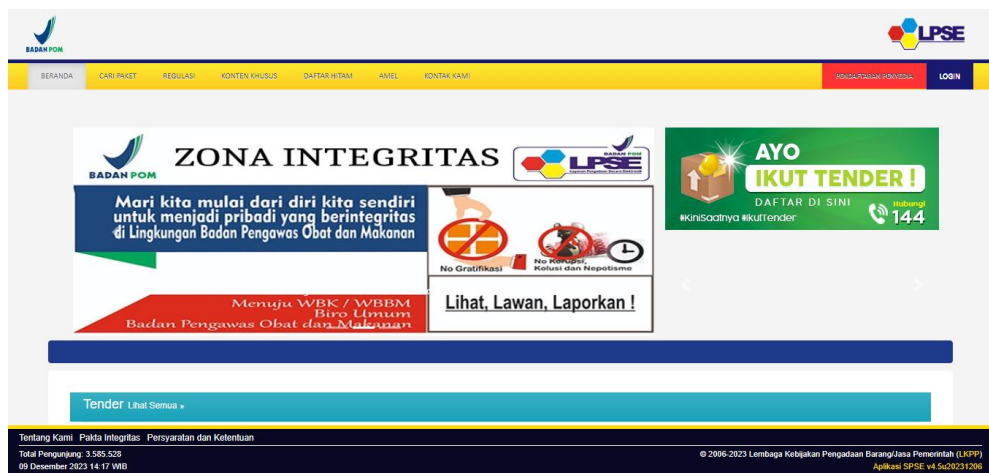 BADAN POM
LPSE
BERANDA CARI PAKET REGULASI KONTEN KHUSUS DAFTAR HITAM AMEL KONTAK KAMI PENDAFTARAN PENYEDIA LOGIN
BADAN POM
ZONA INTEGRITAS
BADAN POM
LPSE
Layanan Pengadaan Secara Elektronik
Mari kita mulai dari diri kita sendiri
untuk menjadi pribadi yang berintegritas
di Lingkungan Badan Pengawas Obat dan Makanan
No Gratifikasi
No Korupsi,
Kolusi dan Nepotisme
Menuju WBK / WBBM
Biro Umum
Badan Pengawas Obat dan Makanan
Lihat, Lawan, Laporkan !
AYO
IKUT TENDER !
DAFTAR DI SINI
#KiniSaatnya #IkutTender
Hubungi
144
Tender Lihat Semua »
Tentang Kami Pakta Integritas Persyaratan dan Ketentuan
Total Pengunjung: 3.585.528
© 2006-2023 Lembaga Kebijakan Pengadaan Barang/Jasa Pemerintah (LKPP)
09 Desember 2023 14:17 WIB
Aplikasi SPSE v4.5u20231206